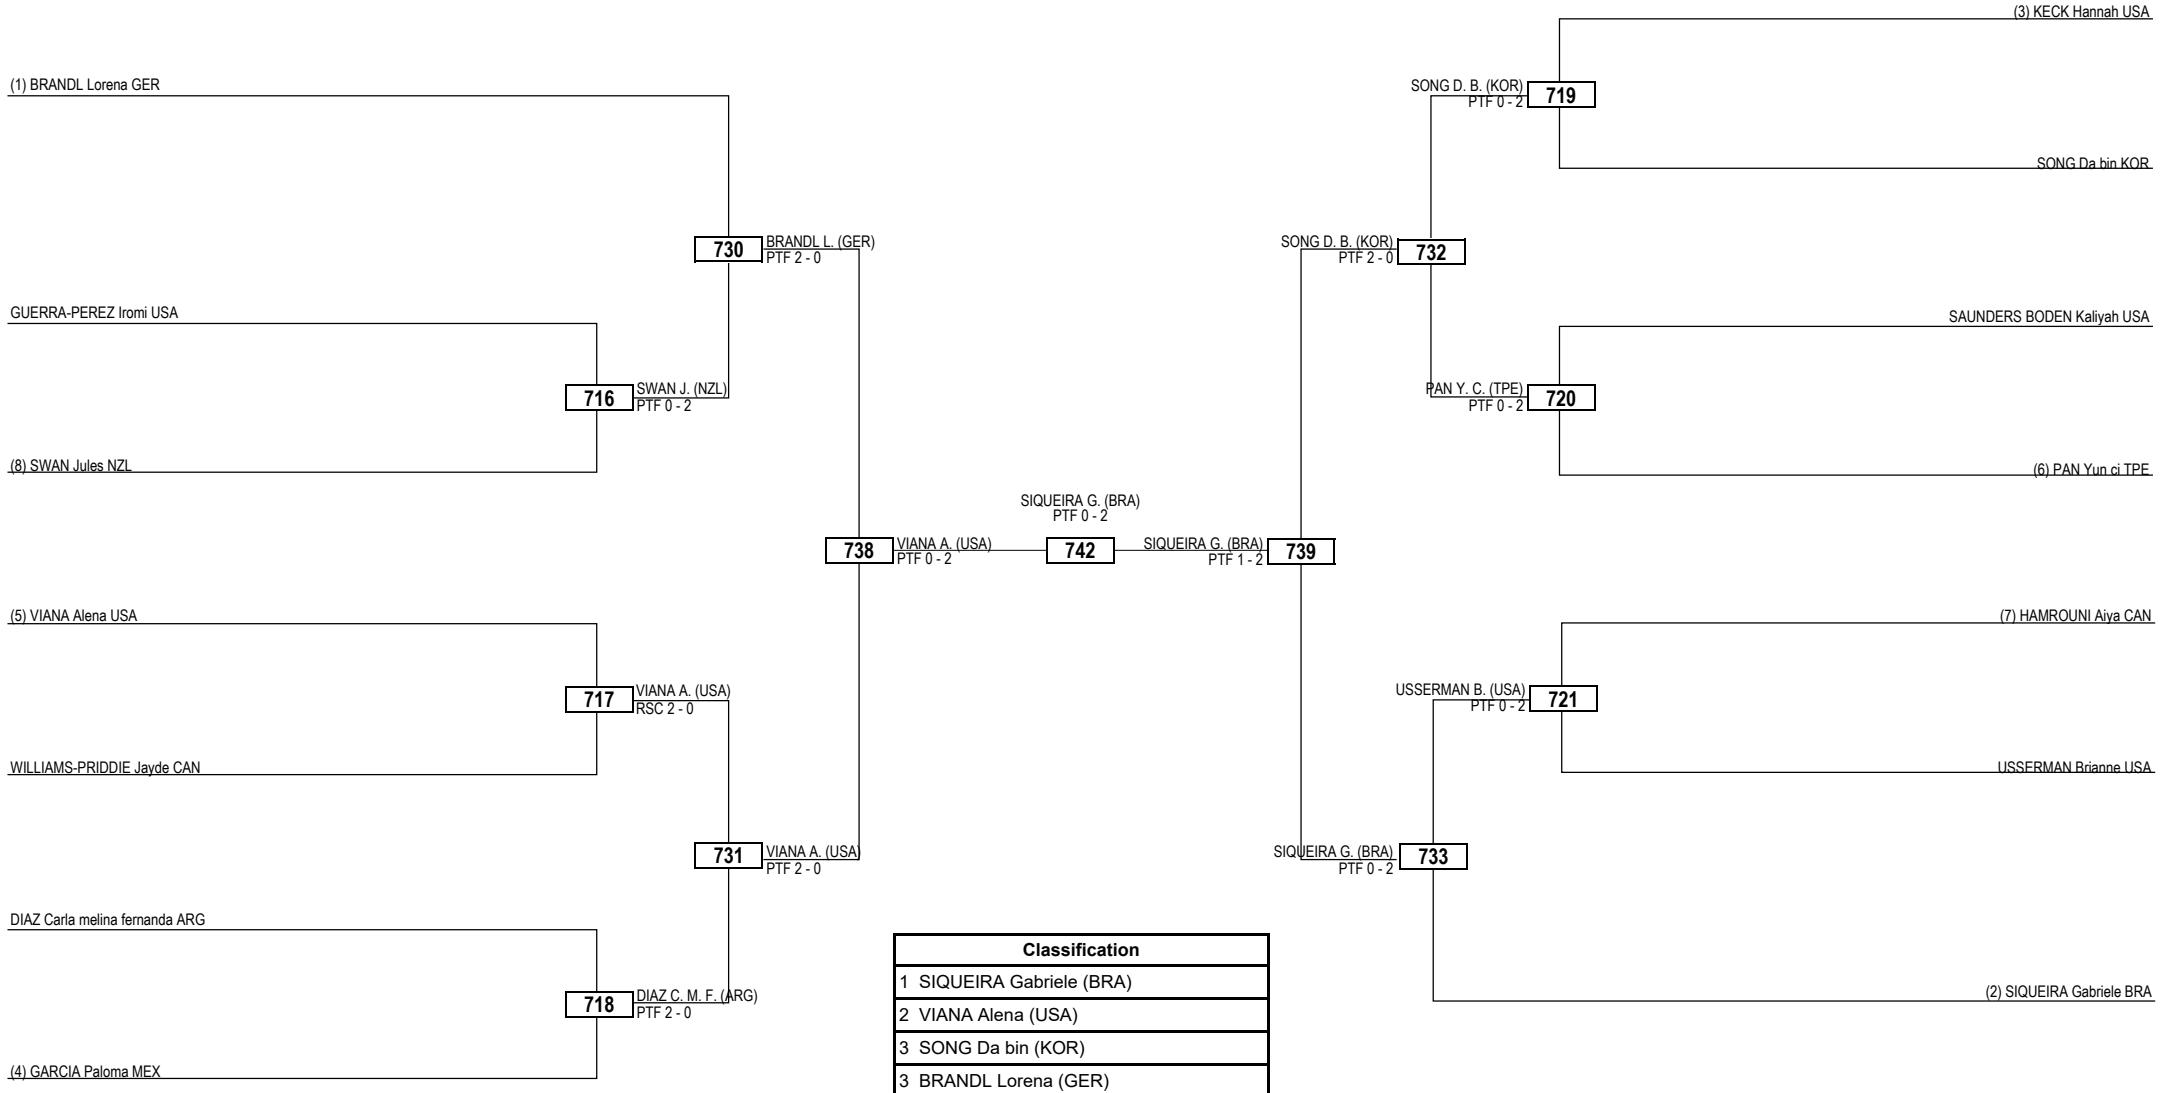 (3) KECK Hannah USA
(1) BRANDL Lorena GER
SONG D. B. (KOR)
PTF 0 - 2
719
SONG Da bin KOR
730
BRANDL L. (GER)
PTF 2 - 0
SONG D. B. (KOR)
PTF 2 - 0
732
GUERRA-PEREZ Iromi USA
SAUNDERS BODEN Kaliyah USA
716
SWAN J. (NZL)
PTF 0 - 2
PAN Y. C. (TPE)
PTF 0 - 2
720
(8) SWAN Jules NZL
(6) PAN Yun ci TPE
SIQUEIRA G. (BRA)
PTF 0 - 2
738
VIANA A. (USA)
PTF 0 - 2
742
SIQUEIRA G. (BRA)
PTF 1 - 2
739
(5) VIANA Alena USA
(7) HAMROUNI Aiya CAN
717
VIANA A. (USA)
RSC 2 - 0
USSERMAN B. (USA)
PTF 0 - 2
721
WILLIAMS-PRIDDIE Jayde CAN
USSERMAN Brianne USA
731
VIANA A. (USA)
PTF 2 - 0
SIQUEIRA G. (BRA)
PTF 0 - 2
733
DIAZ Carla melina fernanda ARG
718
DIAZ C. M. F. (ARG)
PTF 2 - 0
(2) SIQUEIRA Gabriele BRA
(4) GARCIA Paloma MEX
Classification
1 SIQUEIRA Gabriele (BRA)
2 VIANA Alena (USA)
3 SONG Da bin (KOR)
3 BRANDL Lorena (GER)